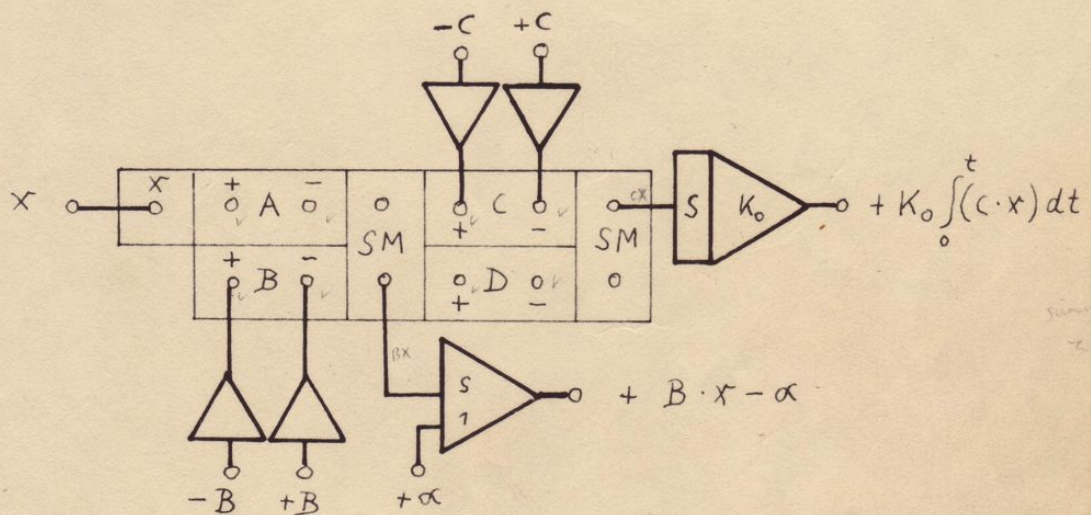 −C +C
x x + A − SM + C − cx SM S K₀ + K₀ ∫₀ᵗ (C·x) dt
+ B − + D −
Bx S 1 + B·x − α
−B +B +α